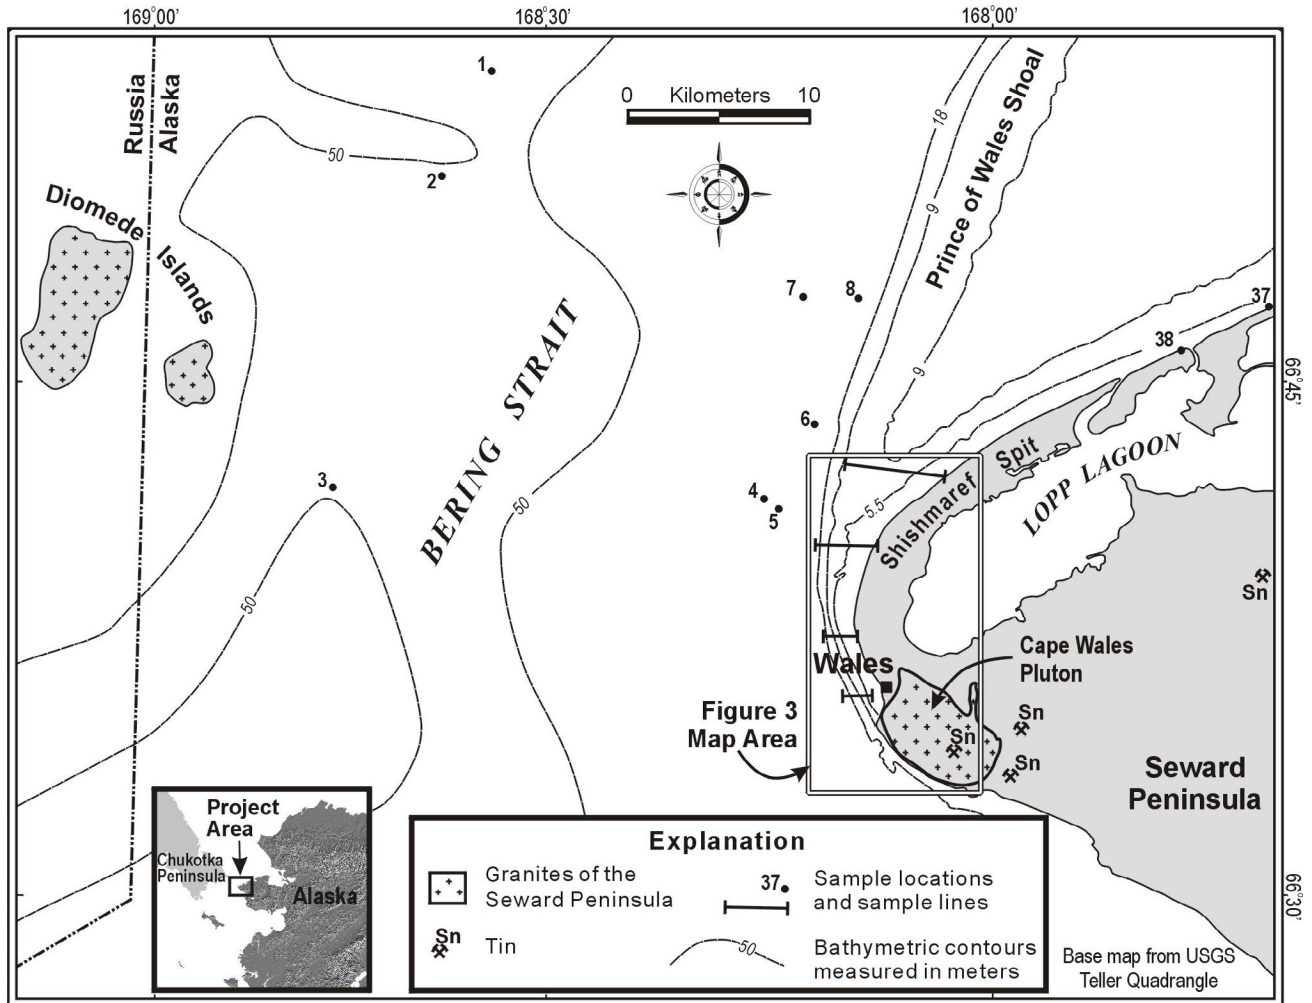 169°00'
168°30'
168°00'
Russia
Alaska
1
50
2
0 Kilometers 10
18
9
Prince of Wales Shoal
Diomede
Islands
7
8
37
38
66°45'
BERING STRAIT
9
6
3
4
5
50
5.5
Shishmaref Spit
LOPP LAGOON
Sn
50
Wales
Cape Wales
Pluton
Figure 3
Map Area
Sn
Sn
Sn
Seward
Peninsula
Project
Area
Chukotka
Peninsula
Alaska
Explanation
Granites of the
Seward Peninsula
Sn
Tin
37
Sample locations
and sample lines
50
Bathymetric contours
measured in meters
Base map from USGS
Teller Quadrangle
66°30'